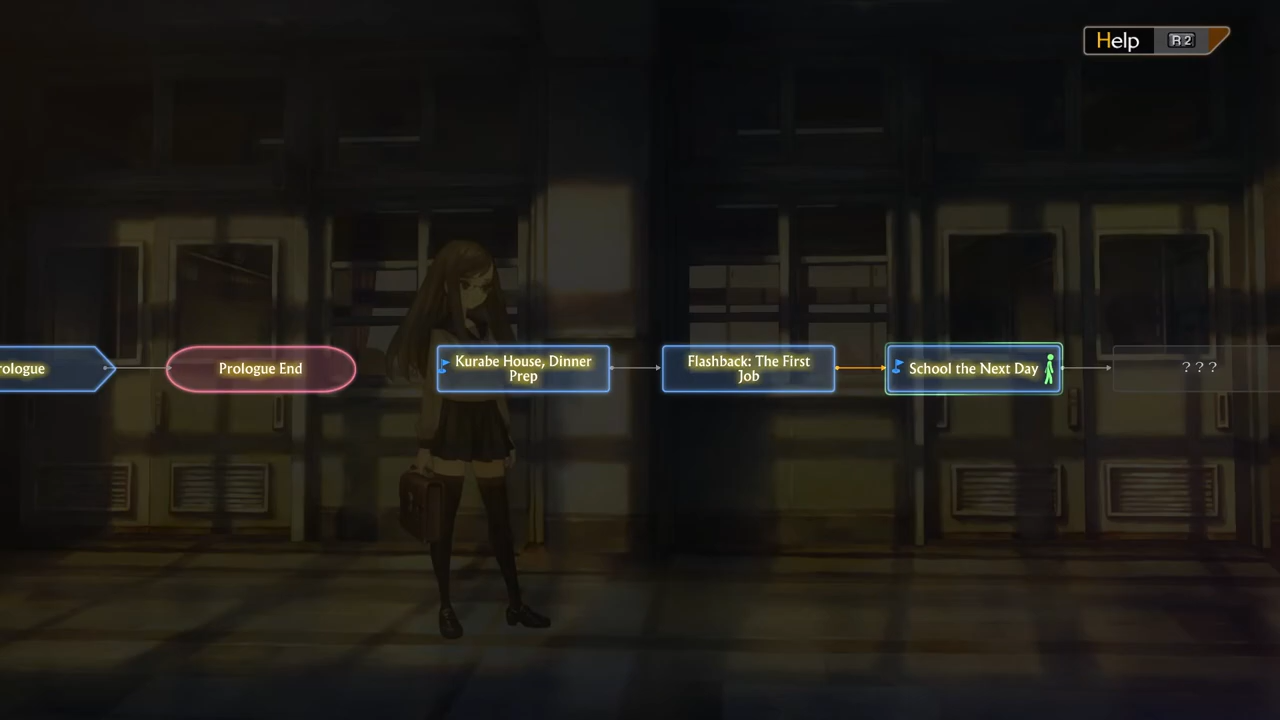 Help R2
rologue
Prologue End
Kurabe House, Dinner
Prep
Flashback: The First
Job
School the Next Day
???